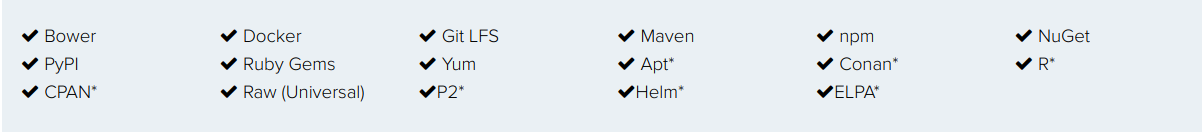 ✔ Bower ✔ Docker ✔ Git LFS ✔ Maven ✔ npm ✔ NuGet
✔ PyPI ✔ Ruby Gems ✔ Yum ✔ Apt* ✔ Conan* ✔ R*
✔ CPAN* ✔ Raw (Universal) ✔P2* ✔Helm* ✔ELPA*